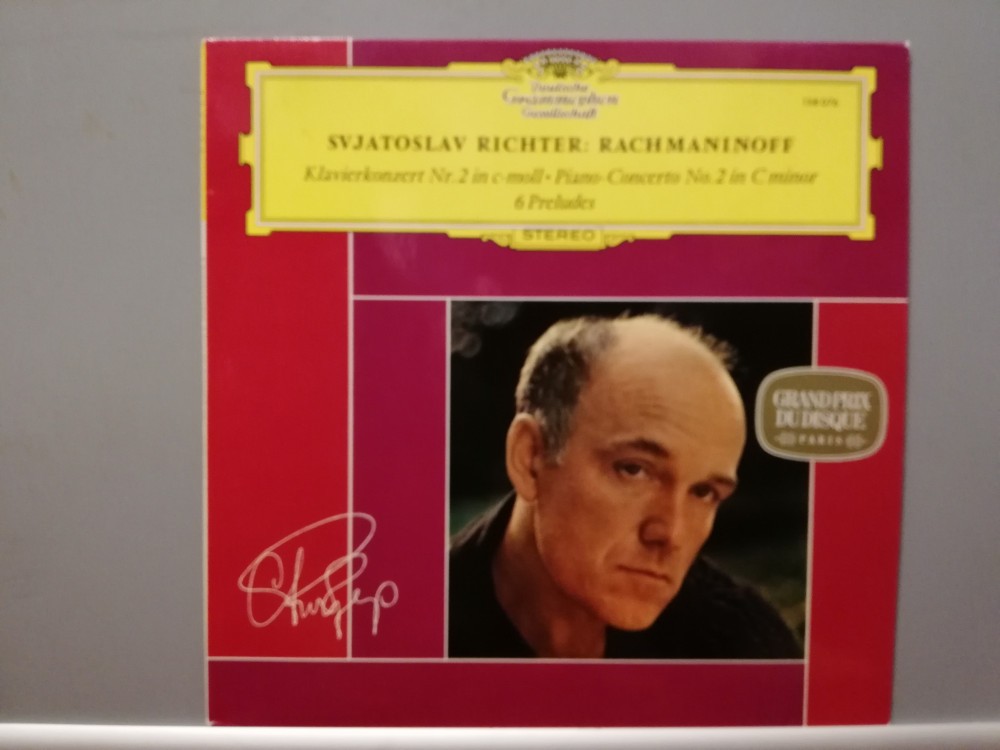 Deutsche
Grammophon
Gesellschaft
SVJATOSLAV RICHTER: RACHMANINOFF
Klavierkonzert Nr. 2 in c-moll • Piano-Concerto No. 2 in C minor
6 Preludes
STEREO
GRAND PRIX
DU DISQUE
PARIS